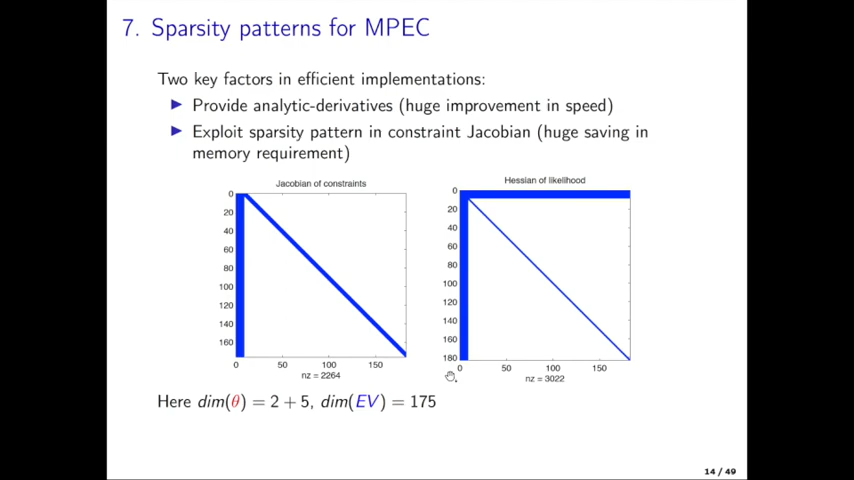 7. Sparsity patterns for MPEC
Two key factors in efficient implementations:
▶ Provide analytic-derivatives (huge improvement in speed)
▶ Exploit sparsity pattern in constraint Jacobian (huge saving in
memory requirement)
Jacobian of constraints
0
20
40
60
80
100
120
140
160
0 50 100 150
nz = 2264
Hessian of likelihood
0
20
40
60
80
100
120
140
160
180
0 50 100 150
nz = 3022
Here dim(θ) = 2 + 5, dim(EV) = 175
14 / 49